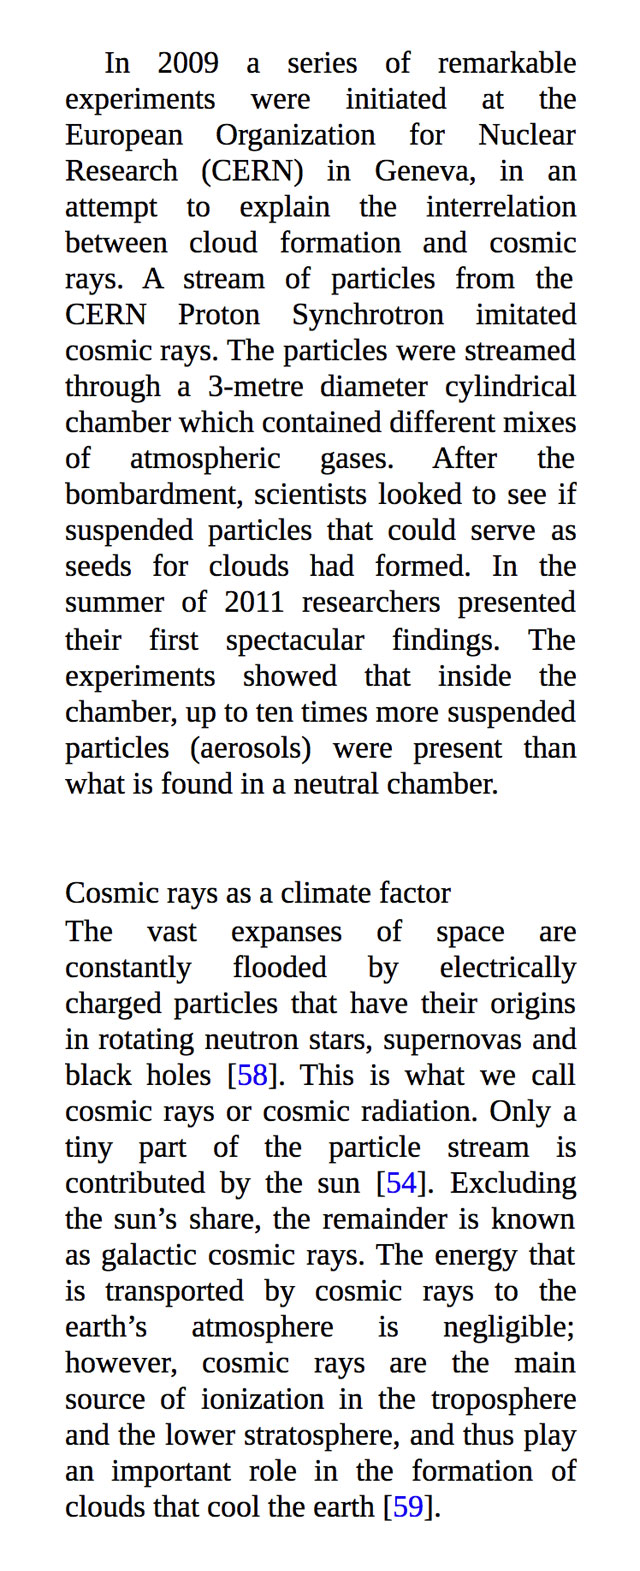 In 2009 a series of remarkable
experiments were initiated at the
European Organization for Nuclear
Research (CERN) in Geneva, in an
attempt to explain the interrelation
between cloud formation and cosmic
rays. A stream of particles from the
CERN Proton Synchrotron imitated
cosmic rays. The particles were streamed
through a 3-metre diameter cylindrical
chamber which contained different mixes
of atmospheric gases. After the
bombardment, scientists looked to see if
suspended particles that could serve as
seeds for clouds had formed. In the
summer of 2011 researchers presented
their first spectacular findings. The
experiments showed that inside the
chamber, up to ten times more suspended
particles (aerosols) were present than
what is found in a neutral chamber.
Cosmic rays as a climate factor
The vast expanses of space are
constantly flooded by electrically
charged particles that have their origins
in rotating neutron stars, supernovas and
black holes [58]. This is what we call
cosmic rays or cosmic radiation. Only a
tiny part of the particle stream is
contributed by the sun [54]. Excluding
the sun’s share, the remainder is known
as galactic cosmic rays. The energy that
is transported by cosmic rays to the
earth’s atmosphere is negligible;
however, cosmic rays are the main
source of ionization in the troposphere
and the lower stratosphere, and thus play
an important role in the formation of
clouds that cool the earth [59].